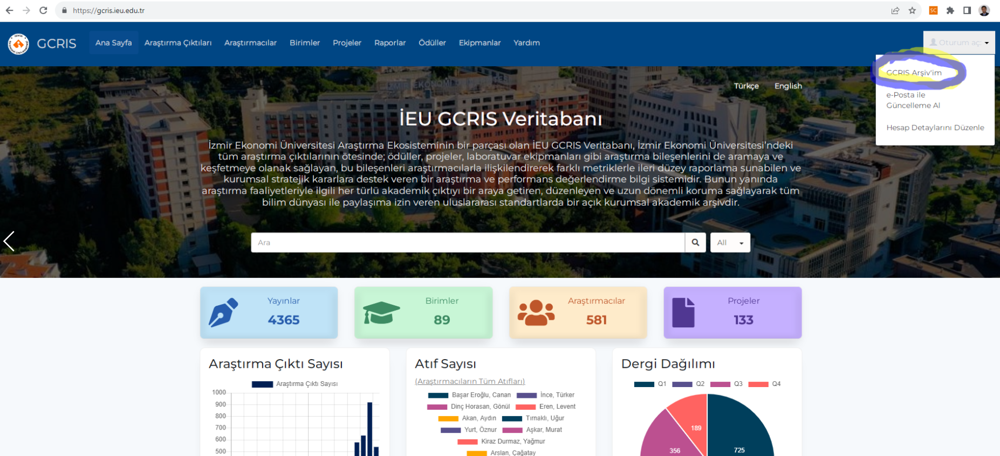 https://gcris.ieu.edu.tr
SC
GCRIS
Ana Sayfa
Araştırma Çıktıları
Araştırmacılar
Birimler
Projeler
Raporlar
Ödüller
Ekipmanlar
Yardım
Oturum aç:
GCRIS Arşiv'im
e-Posta ile
Güncelleme Al
Hesap Detaylarını Düzenle
Türkçe
English
İEU GCRIS Veritabanı
İzmir Ekonomi Üniversitesi Araştırma Ekosisteminin bir parçası olan İEU GCRIS Veritabanı, İzmir Ekonomi Üniversitesi’ndeki
tüm araştırma çıktılarının ötesinde; ödüller, projeler, laboratuvar ekipmanları gibi araştırma bileşenlerini de aramaya ve
keşfetmeye olanak sağlayan, bu bileşenleri araştırmacılarla ilişkilendirerek farklı metriklerle ileri düzey raporlama sunabilen ve
kurumsal stratejik kararlara destek veren bir araştırma ve performans değerlendirme bilgi sistemidir. Bunun yanında
araştırma faaliyetleriyle ilgili her türlü akademik çıktıyı bir araya getiren, düzenleyen ve uzun dönemli koruma sağlayarak tüm
bilim dünyası ile paylaşıma izin veren uluslararası standartlarda bir açık kurumsal akademik arşivdir.
Ara
All
Yayınlar
4365
Birimler
89
Araştırmacılar
581
Projeler
133
Araştırma Çıktı Sayısı
Araştırma Çıktı Sayısı
1000
900
800
700
600
500
Atıf Sayısı
(Araştırmacıların Tüm Atıfları)
Başar Eroğlu, Canan
İnce, Türker
Dinç Horasan, Gönül
Eren, Levent
Akan, Aydın
Tırnaklı, Uğur
Yurt, Öznur
Aşkar, Murat
Kiraz Durmaz, Yağmur
Arslan, Çağatay
Dergi Dağılımı
Q1
Q2
Q3
Q4
189
356
725